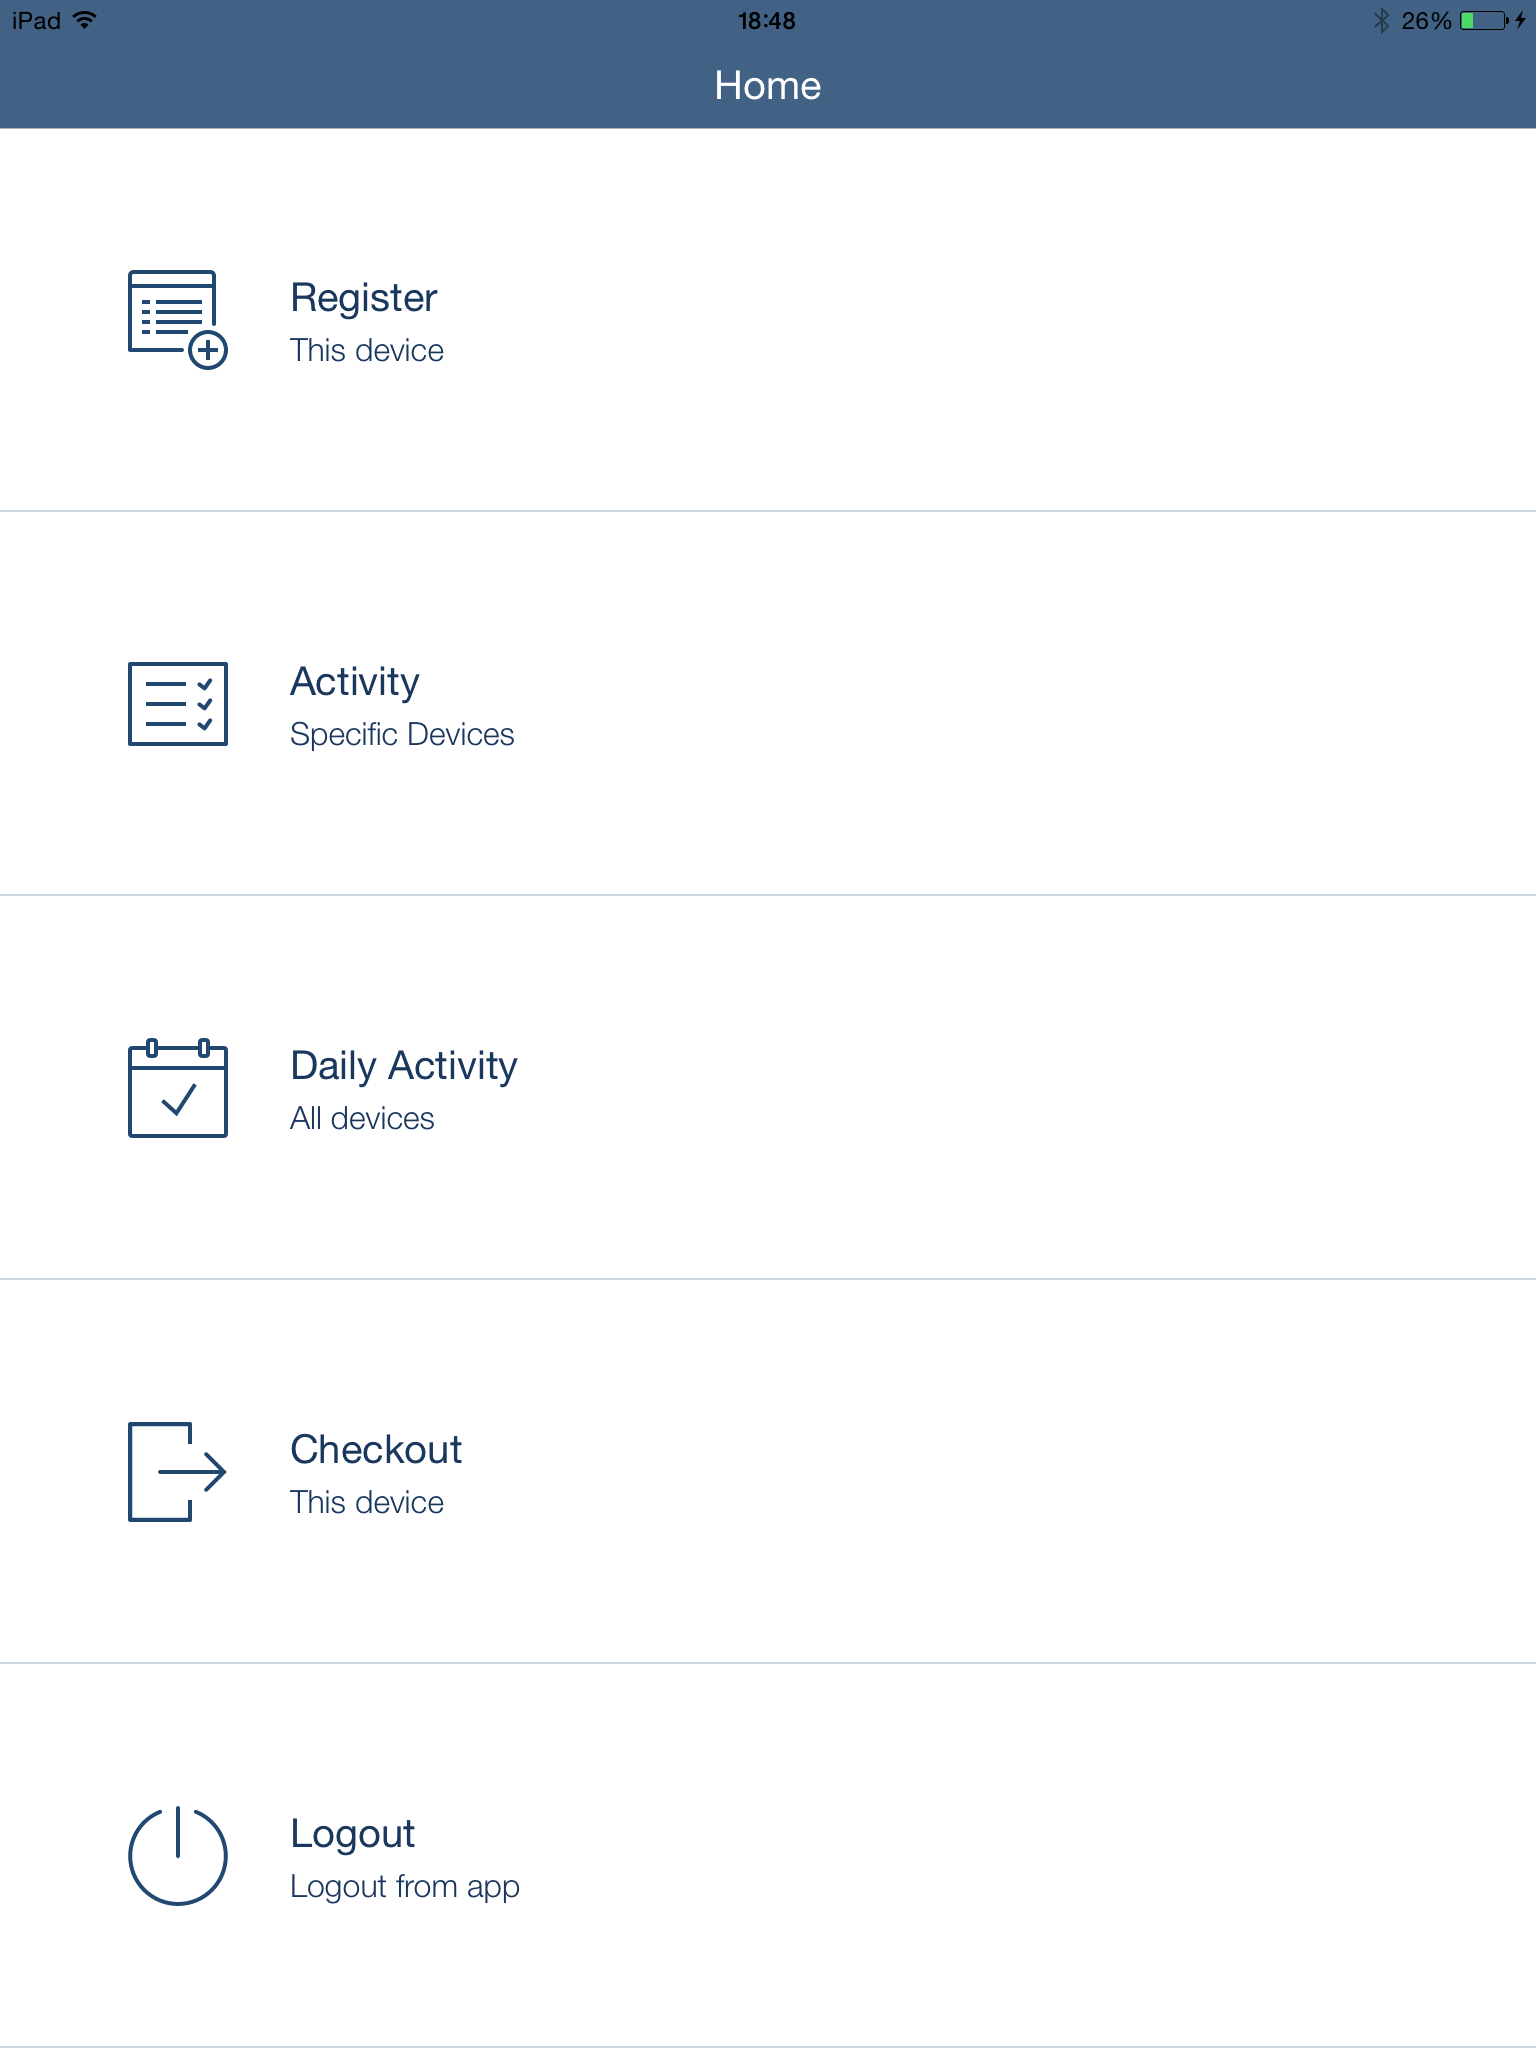 iPad 18:48 26%
Home
Register
This device
Activity
Specific Devices
Daily Activity
All devices
Checkout
This device
Logout
Logout from app